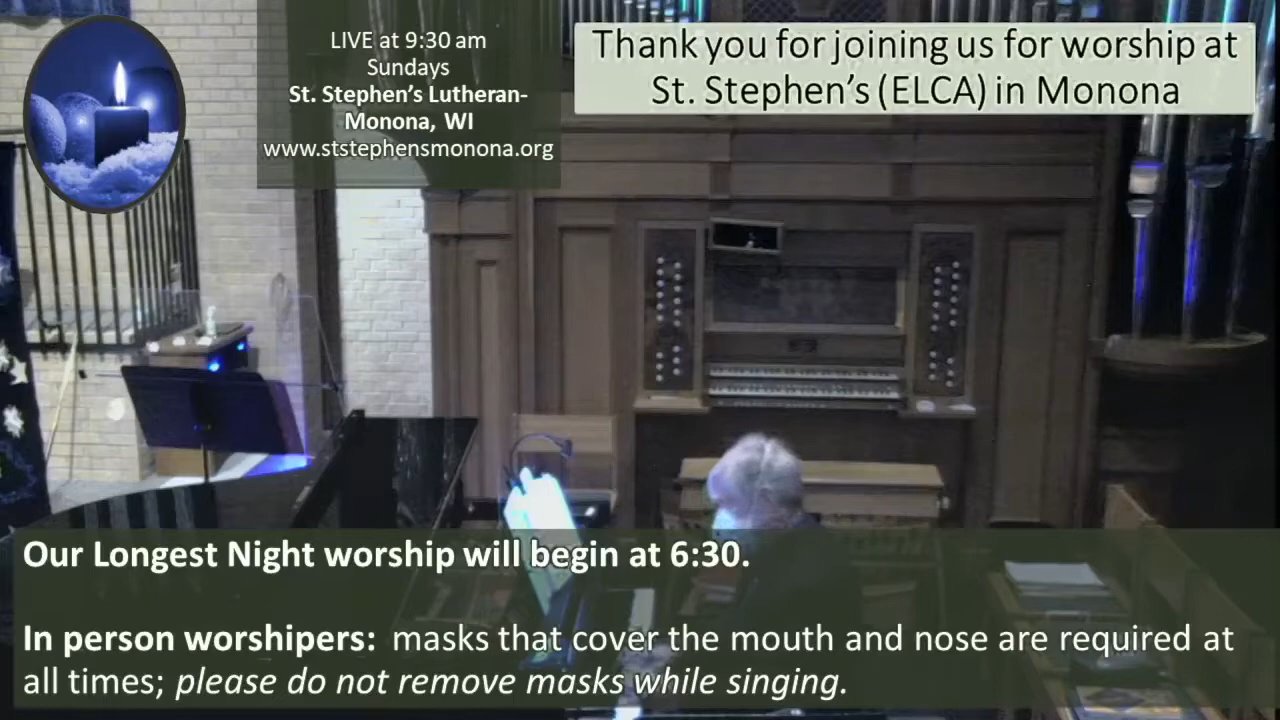 LIVE at 9:30 am
Sundays
St. Stephen's Lutheran-
Monona, WI
www.ststephensmonona.org
Thank you for joining us for worship at
St. Stephen's (ELCA) in Monona
Our Longest Night worship will begin at 6:30.
In person worshipers: masks that cover the mouth and nose are required at
all times; please do not remove masks while singing.